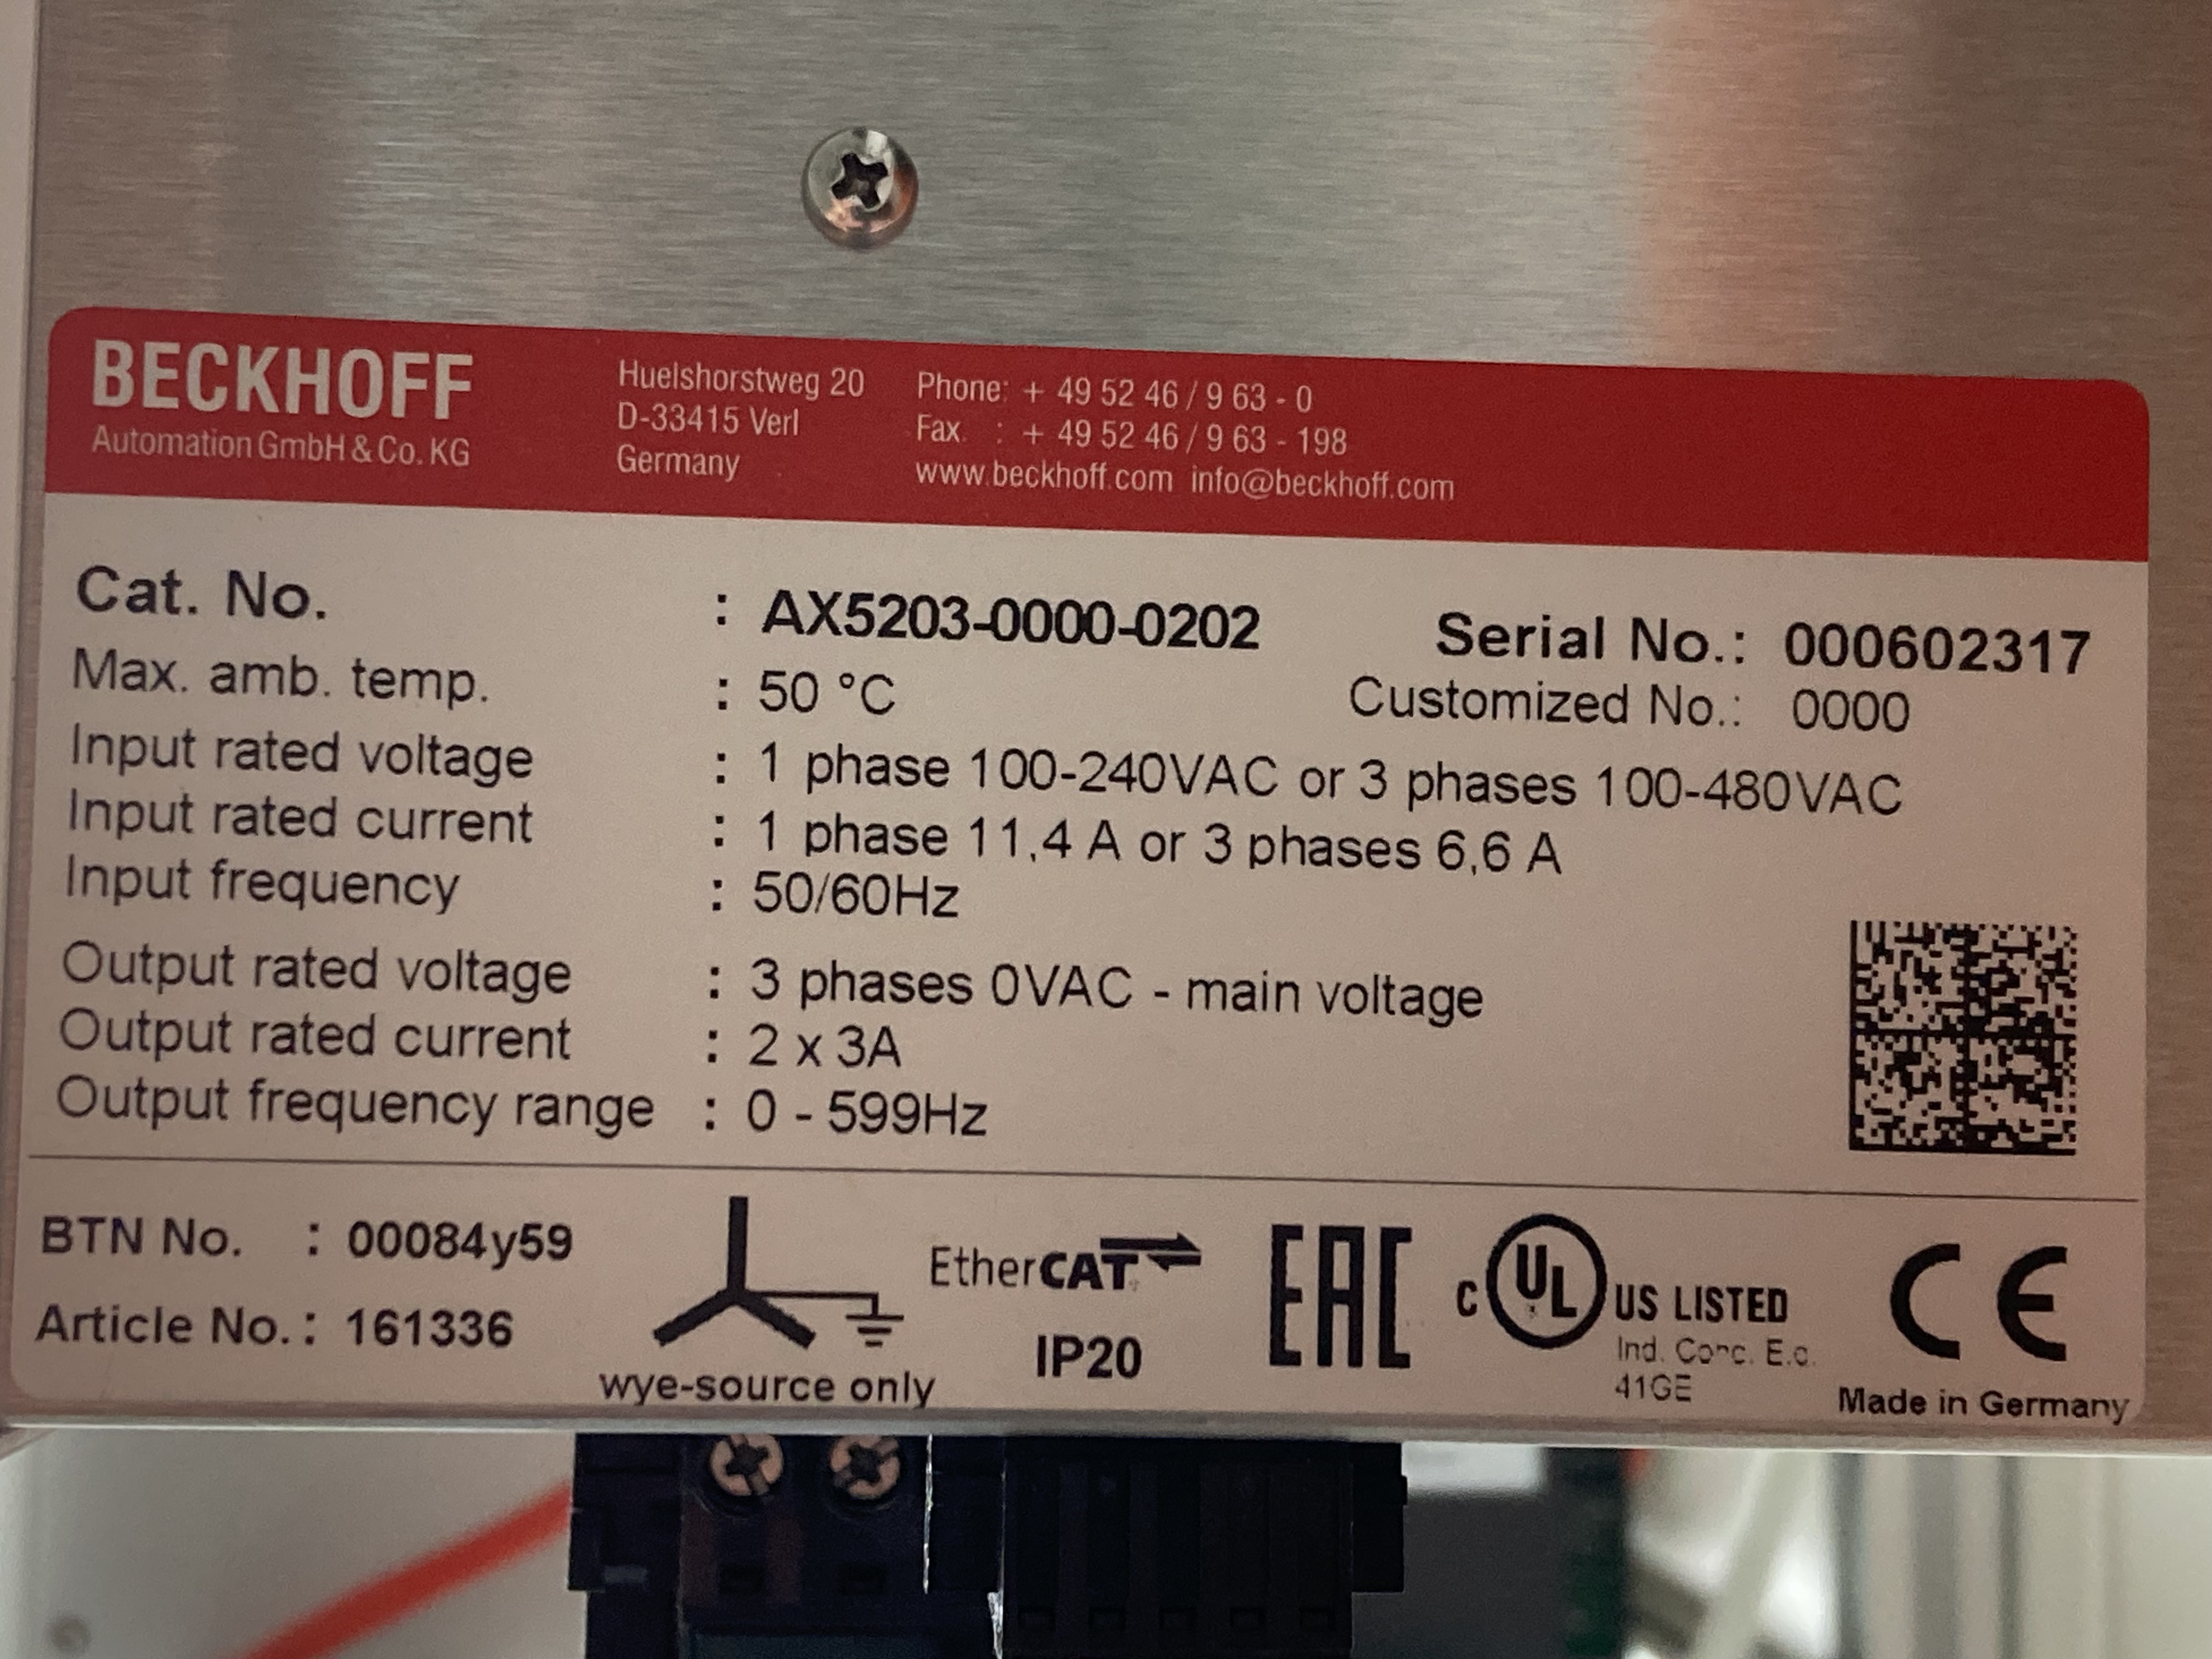 BECKHOFF
Automation GmbH & Co. KG
Huelshorstweg 20
D-33415 Verl
Germany
Phone: + 49 52 46 / 9 63 - 0
Fax : + 49 52 46 / 9 63 - 198
www.beckhoff.com info@beckhoff.com
Cat. No. : AX5203-0000-0202 Serial No.: 000602317
Max. amb. temp. : 50 °C Customized No.: 0000
Input rated voltage : 1 phase 100-240VAC or 3 phases 100-480VAC
Input rated current : 1 phase 11,4 A or 3 phases 6,6 A
Input frequency : 50/60Hz
Output rated voltage : 3 phases 0VAC - main voltage
Output rated current : 2 x 3A
Output frequency range : 0 - 599Hz
BTN No. : 00084y59
Article No.: 161336
wye-source only
EtherCAT
IP20
EAC
c UL US LISTED
Ind. Conc. E.q.
41GE
CE
Made in Germany